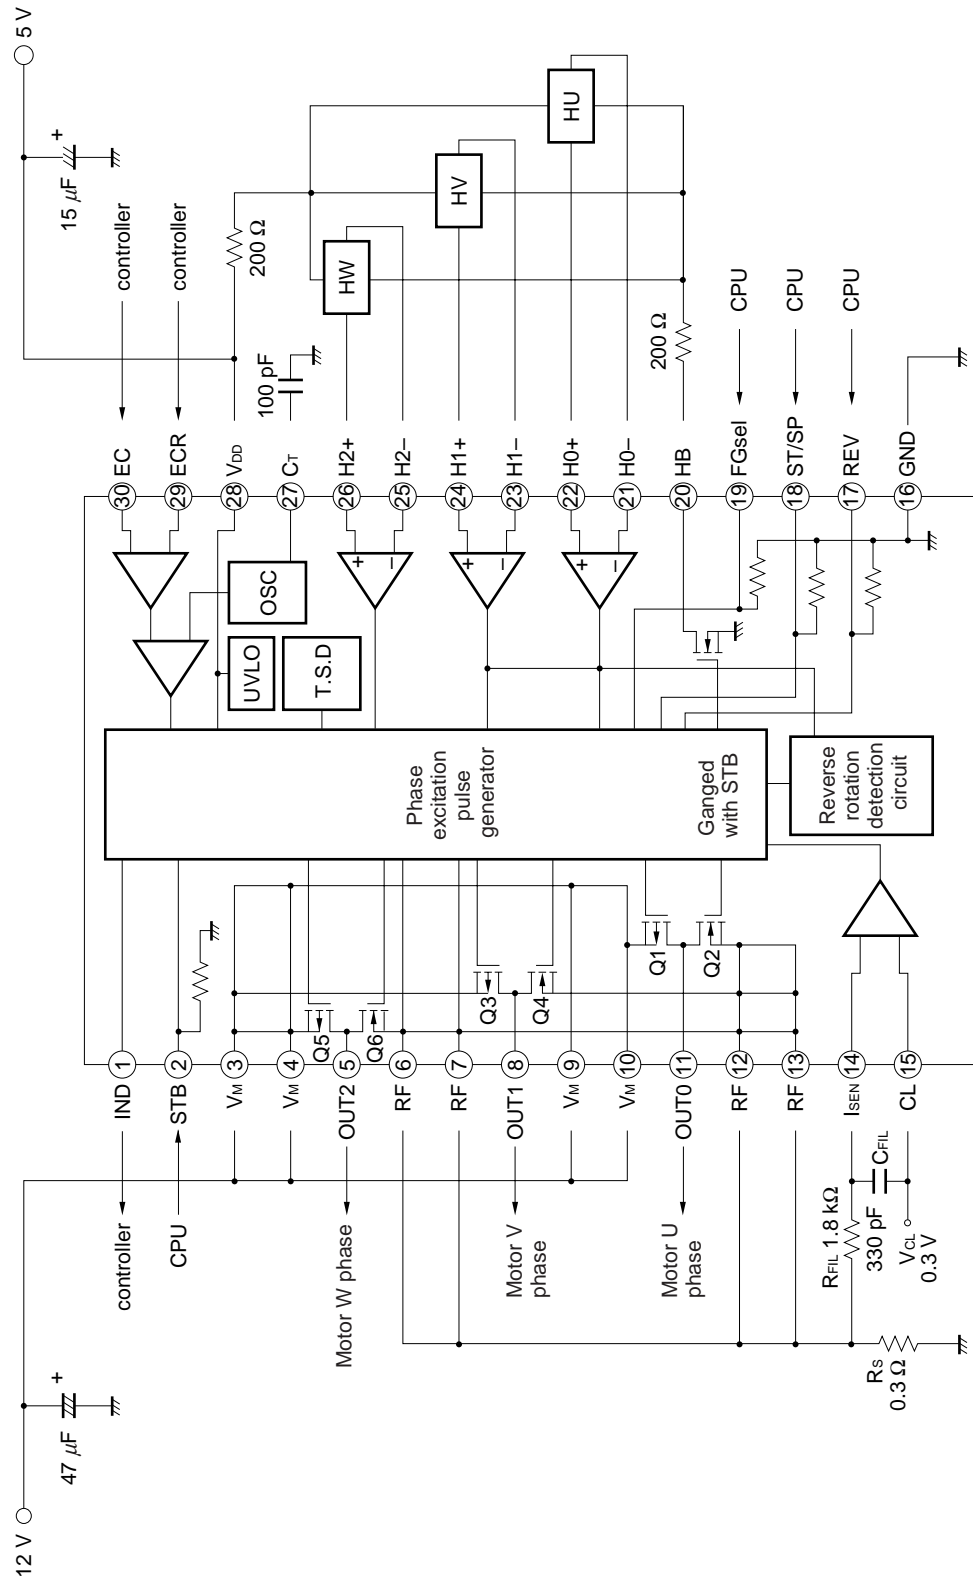 12 V
47 µF
+
5 V
15 µF
+
controller
controller
200 Ω
100 pF
HW
HV
HU
200 Ω
CPU
CPU
CPU
EC
ECR
VDD
CT
H2+
H2−
H1+
H1−
H0+
H0−
HB
FGsel
ST/SP
REV
GND
30
29
28
27
26
25
24
23
22
21
20
19
18
17
16
OSC
UVLO
T.S.D
+
−
+
−
+
−
Phase
excitation
pulse
generator
Ganged
with STB
Reverse
rotation
detection
circuit
Q5
Q6
Q3
Q4
Q1
Q2
1
2
3
4
5
6
7
8
9
10
11
12
13
14
15
IND
STB
VM
VM
OUT2
RF
RF
OUT1
VM
VM
OUT0
RF
RF
ISEN
CL
controller
CPU
Motor W phase
Motor V
phase
Motor U
phase
RFIL 1.8 kΩ
CFIL
330 pF
VCL
0.3 V
RS
0.3 Ω